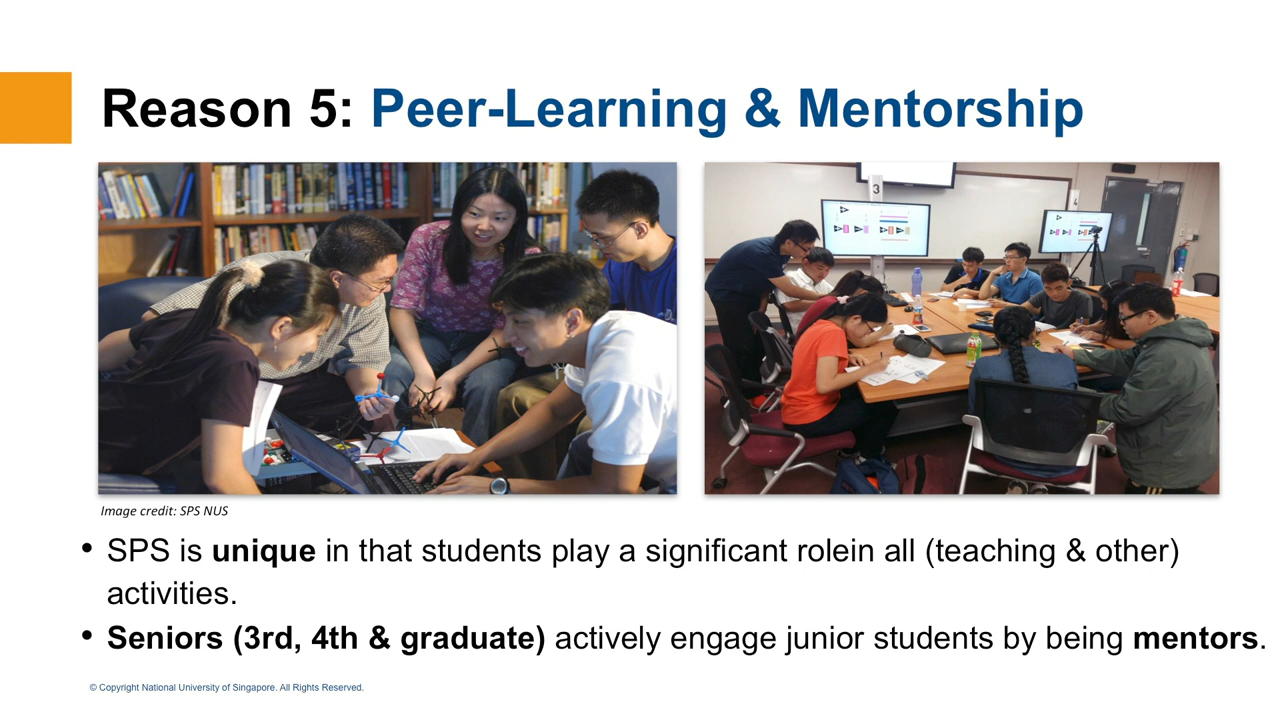 Reason 5: Peer-Learning & Mentorship
3
4
Image credit: SPS NUS
• SPS is unique in that students play a significant rolein all (teaching & other)
activities.
• Seniors (3rd, 4th & graduate) actively engage junior students by being mentors.
© Copyright National University of Singapore. All Rights Reserved.